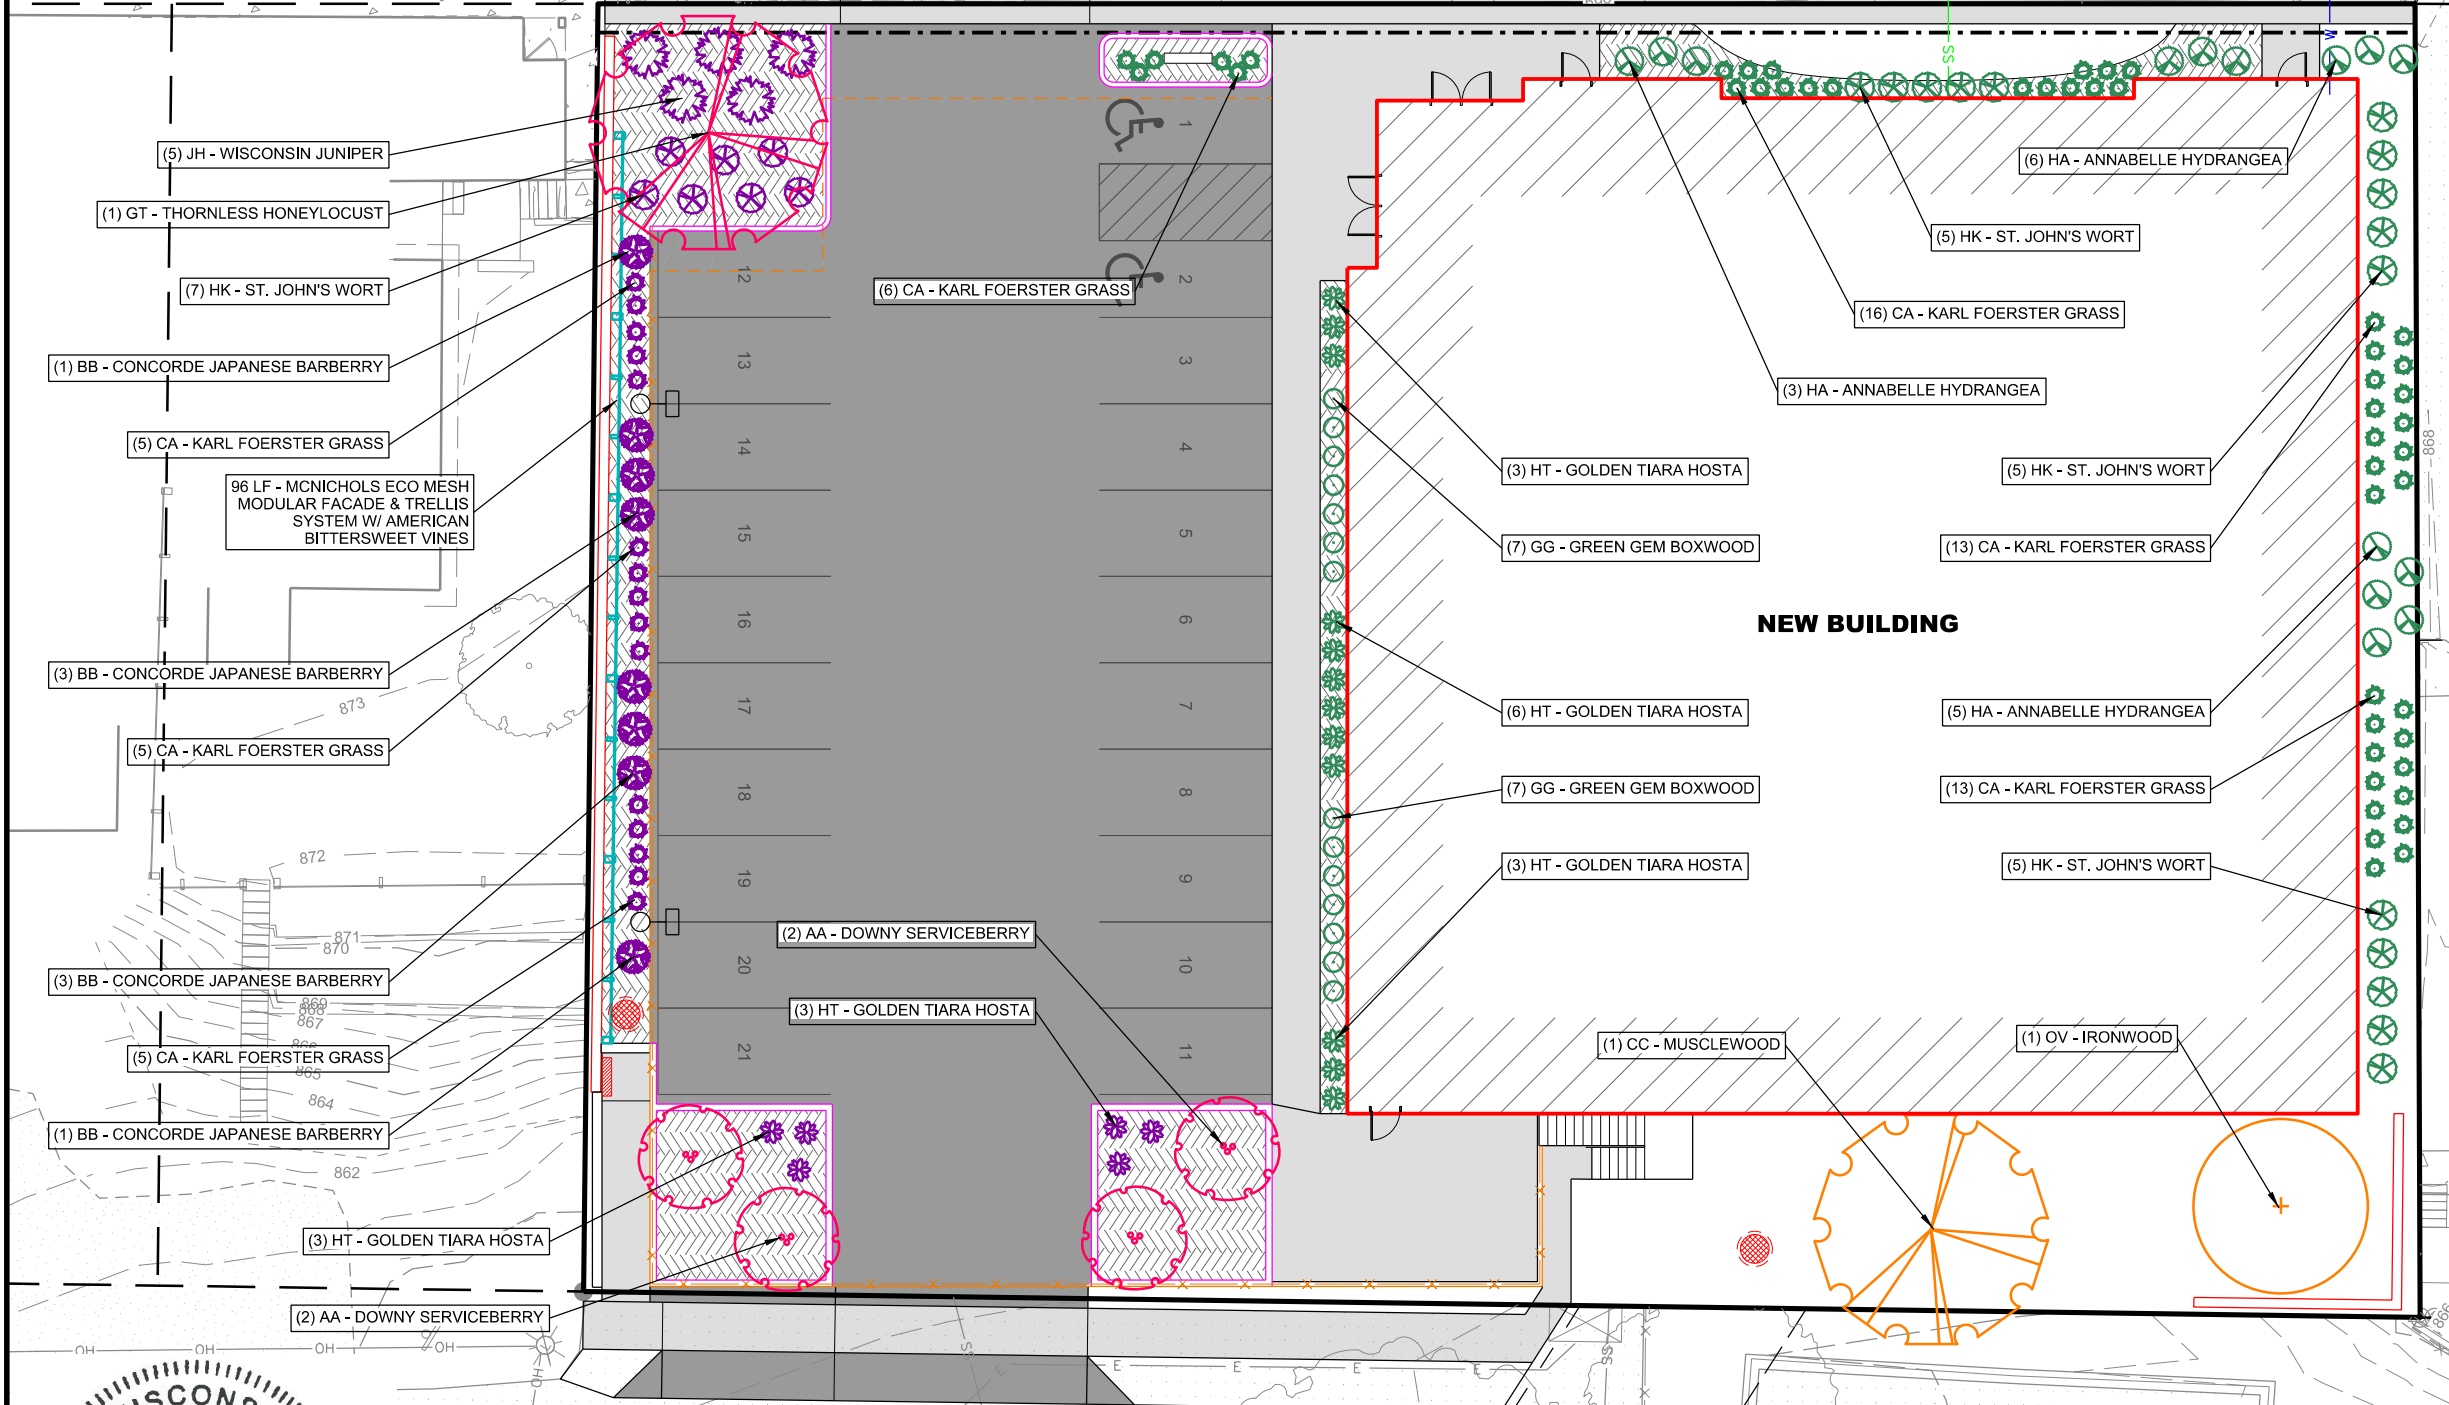 (5) JH - WISCONSIN JUNIPER
(1) GT - THORNLESS HONEYLOCUST
(7) HK - ST. JOHN'S WORT
(1) BB - CONCORDE JAPANESE BARBERRY
(5) CA - KARL FOERSTER GRASS
96 LF - MCNICHOLS ECO MESH
MODULAR FACADE & TRELLIS
SYSTEM W/ AMERICAN
BITTERSWEET VINES
(3) BB - CONCORDE JAPANESE BARBERRY
(5) CA - KARL FOERSTER GRASS
(3) BB - CONCORDE JAPANESE BARBERRY
(5) CA - KARL FOERSTER GRASS
(1) BB - CONCORDE JAPANESE BARBERRY
(3) HT - GOLDEN TIARA HOSTA
(2) AA - DOWNY SERVICEBERRY
873
872
871
870
869
868
867
866
865
864
862
OH
OH
OH
OH
OH
12
13
14
15
16
17
18
19
20
21
(6) CA - KARL FOERSTER GRASS
(2) AA - DOWNY SERVICEBERRY
(3) HT - GOLDEN TIARA HOSTA
1
2
3
4
5
6
7
8
9
10
11
SS
W
(6) HA - ANNABELLE HYDRANGEA
(5) HK - ST. JOHN'S WORT
(16) CA - KARL FOERSTER GRASS
(3) HA - ANNABELLE HYDRANGEA
(3) HT - GOLDEN TIARA HOSTA
(5) HK - ST. JOHN'S WORT
(7) GG - GREEN GEM BOXWOOD
(13) CA - KARL FOERSTER GRASS
NEW BUILDING
(6) HT - GOLDEN TIARA HOSTA
(5) HA - ANNABELLE HYDRANGEA
(7) GG - GREEN GEM BOXWOOD
(13) CA - KARL FOERSTER GRASS
(3) HT - GOLDEN TIARA HOSTA
(5) HK - ST. JOHN'S WORT
(1) CC - MUSCLEWOOD
(1) OV - IRONWOOD
868
866
SS
E
E
E
E
E
SS